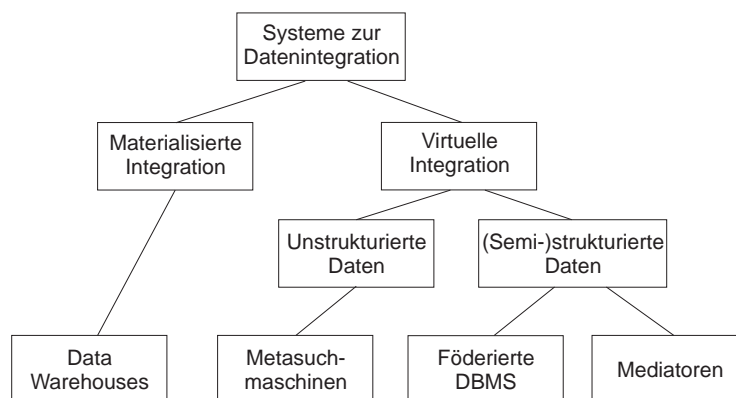 Systeme zur
Datenintegration
Materialisierte
Integration
Virtuelle
Integration
Unstrukturierte
Daten
(Semi-)strukturierte
Daten
Data
Warehouses
Metasuch-
maschinen
Föderierte
DBMS
Mediatoren